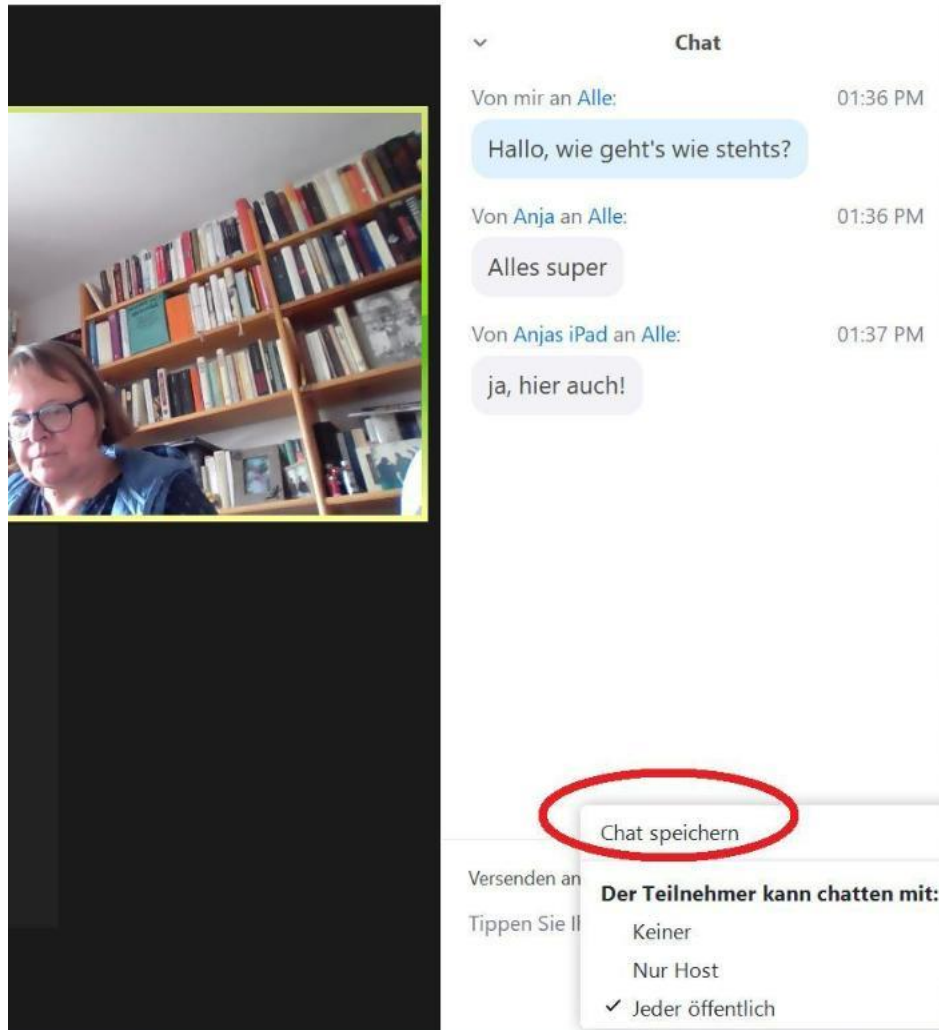 Chat
Von mir an Alle: 01:36 PM
Hallo, wie geht's wie stehts?
Von Anja an Alle: 01:36 PM
Alles super
Von Anjas iPad an Alle: 01:37 PM
ja, hier auch!
Chat speichern
Versenden an
Der Teilnehmer kann chatten mit:
Tippen Sie
Keiner
Nur Host
✓ Jeder öffentlich